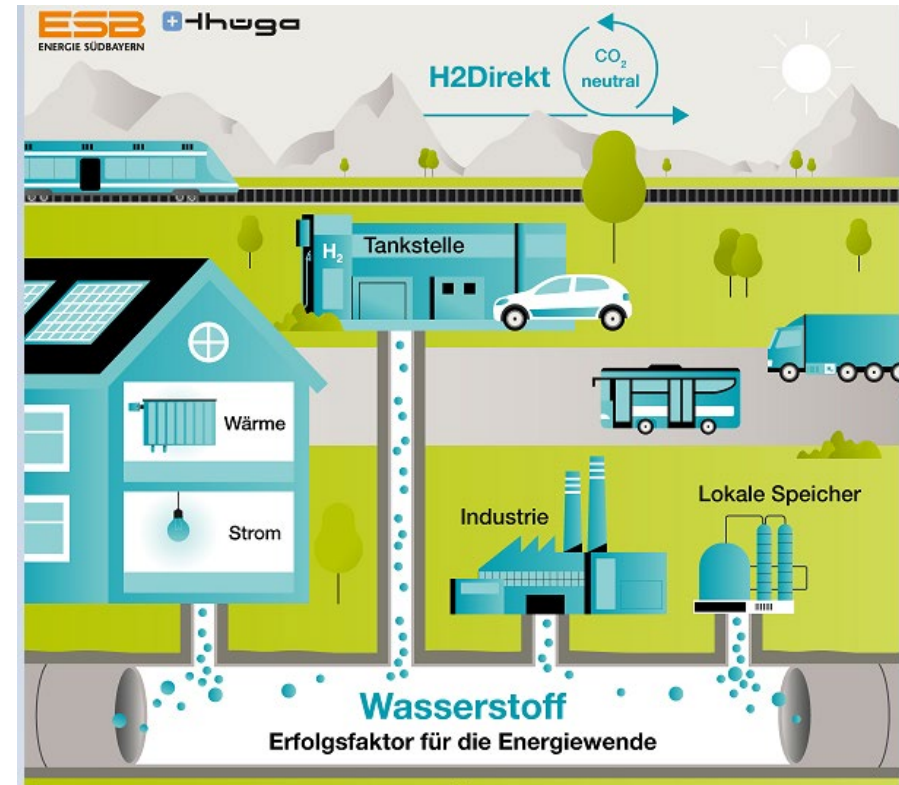 ESB
ENERGIE SÜDBAYERN
Thüga
H2Direkt
CO₂
neutral
H₂
Tankstelle
Wärme
Strom
Industrie
Lokale Speicher
Wasserstoff
Erfolgsfaktor für die Energiewende